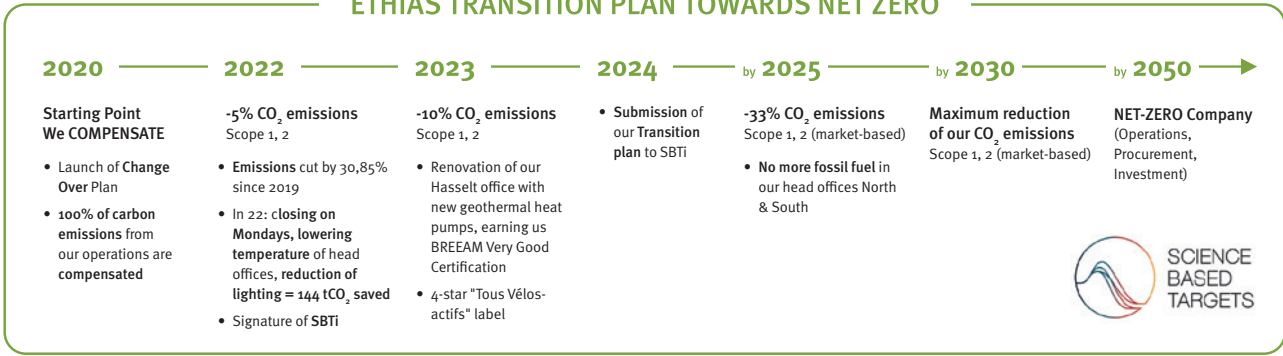 ETHIAS TRANSITION PLAN TOWARDS NET ZERO
2020
Starting Point
We COMPENSATE
• Launch of Change
Over Plan
• 100% of carbon
emissions from
our operations are
compensated
2022
-5% CO₂ emissions
Scope 1, 2
• Emissions cut by 30,85%
since 2019
• In 22: closing on
Mondays, lowering
temperature of head
offices, reduction of
lighting = 144 tCO₂ saved
• Signature of SBTi
2023
-10% CO₂ emissions
Scope 1, 2
• Renovation of our
Hasselt office with
new geothermal heat
pumps, earning us
BREEAM Very Good
Certification
• 4-star "Tous Vélos-
actifs" label
2024
• Submission of
our Transition
plan to SBTi
by 2025
-33% CO₂ emissions
Scope 1, 2 (market-based)
• No more fossil fuel in
our head offices North
& South
by 2030
Maximum reduction
of our CO₂ emissions
Scope 1, 2 (market-based)
by 2050
NET-ZERO Company
(Operations,
Procurement,
Investment)
SCIENCE
BASED
TARGETS